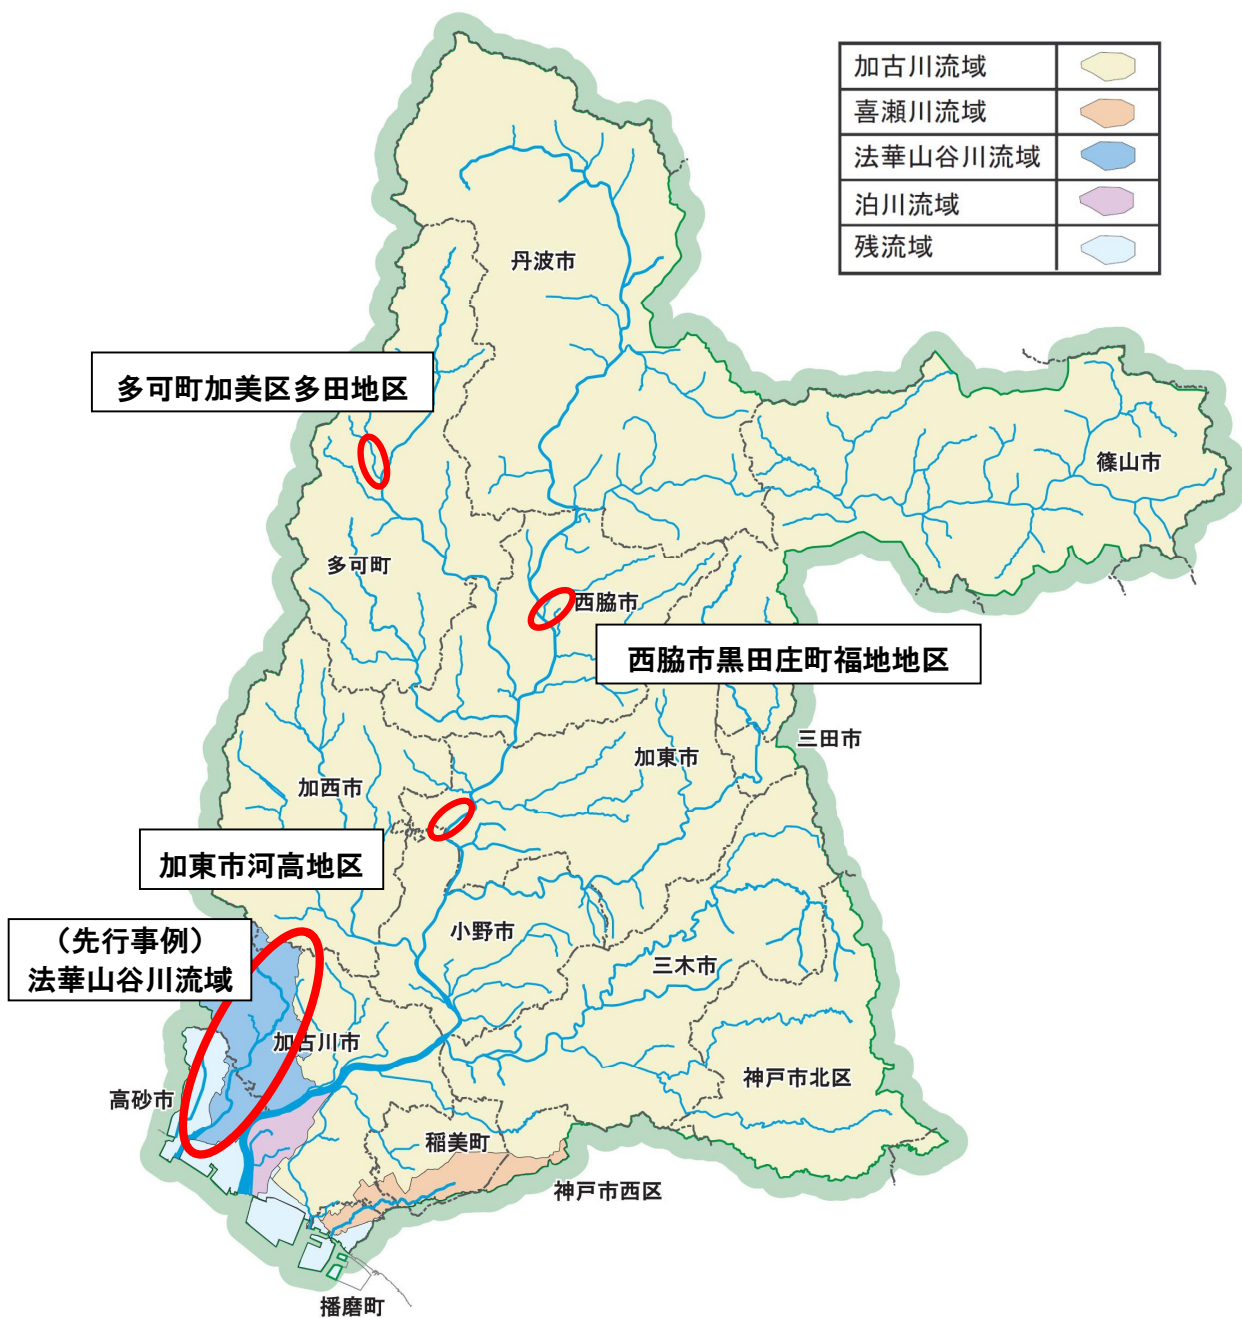 加古川流域
喜瀬川流域
法華山谷川流域
泊川流域
残流域
丹波市
多可町加美区多田地区
篠山市
多可町
西脇市
西脇市黒田庄町福地地区
三田市
加東市
加西市
加東市河高地区
小野市
(先行事例)
法華山谷川流域
三木市
加古川市
神戸市北区
高砂市
稲美町
神戸市西区
播磨町